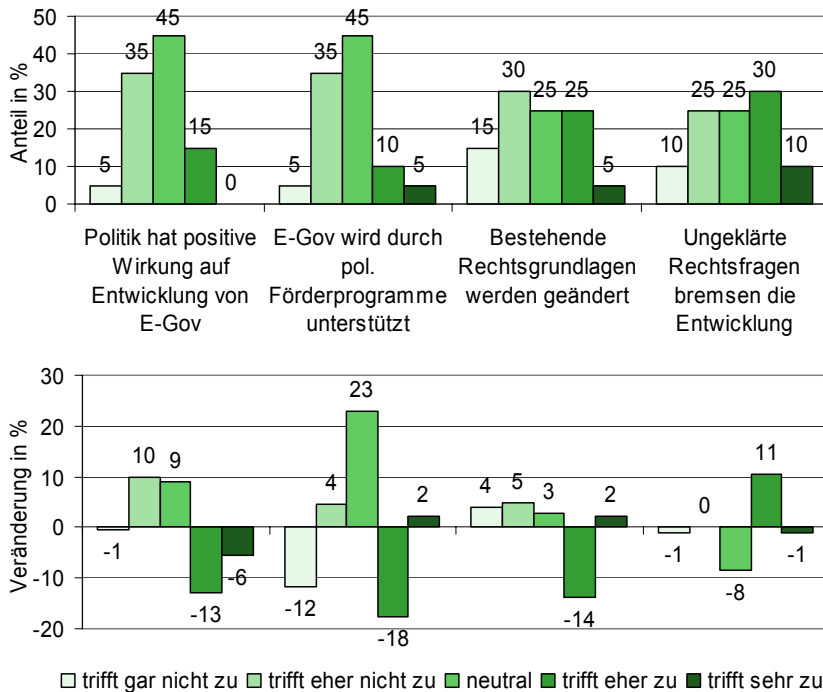 Anteil in %
50
40
30
20
10
0
5 35 45 15 0
5 35 45 10 5
15 30 25 25 5
10 25 25 30 10
Politik hat positive
Wirkung auf
Entwicklung von
E-Gov
E-Gov wird durch
pol.
Förderprogramme
unterstützt
Bestehende
Rechtsgrundlagen
werden geändert
Ungeklärte
Rechtsfragen
bremsen die
Entwicklung
Veränderung in %
30
20
10
0
-10
-20
-1 10 9 -13 -6
-12 4 23 -18 2
4 5 3 -14 2
-1 0 -8 11 -1
trifft gar nicht zu trifft eher nicht zu neutral trifft eher zu trifft sehr zu